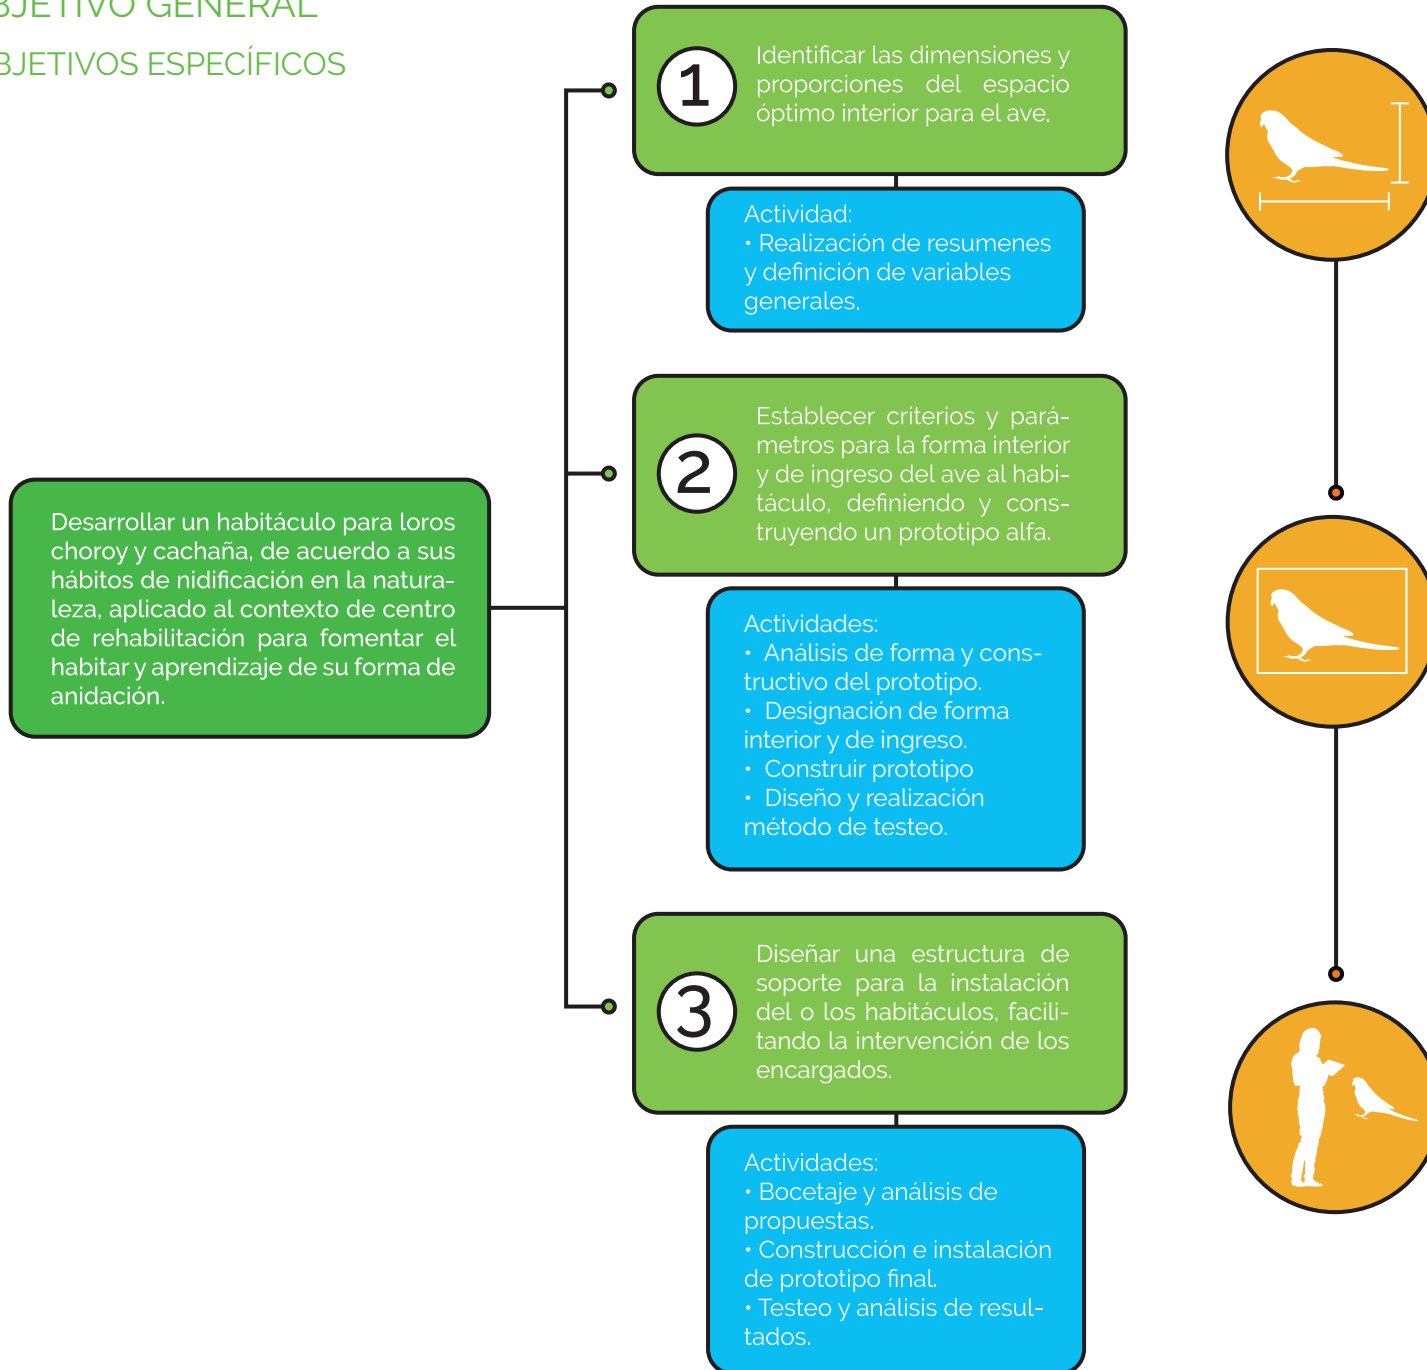 BJETIVO GENERAL
BJETIVOS ESPECÍFICOS
Desarrollar un habitáculo para loros
choroy y cachaña, de acuerdo a sus
hábitos de nidificación en la natura-
leza, aplicado al contexto de centro
de rehabilitación para fomentar el
habitar y aprendizaje de su forma de
anidación.
1
Identificar las dimensiones y
proporciones del espacio
óptimo interior para el ave.
Actividad:
• Realización de resumenes
y definición de variables
generales.
2
Establecer criterios y pará-
metros para la forma interior
y de ingreso del ave al habi-
táculo, definiendo y cons-
truyendo un prototipo alfa.
Actividades:
• Análisis de forma y cons-
tructivo del prototipo.
• Designación de forma
interior y de ingreso.
• Construir prototipo
• Diseño y realización
método de testeo.
3
Diseñar una estructura de
soporte para la instalación
del o los habitáculos, facili-
tando la intervención de los
encargados.
Actividades:
• Bocetaje y análisis de
propuestas.
• Construcción e instalación
de prototipo final.
• Testeo y análisis de resul-
tados.